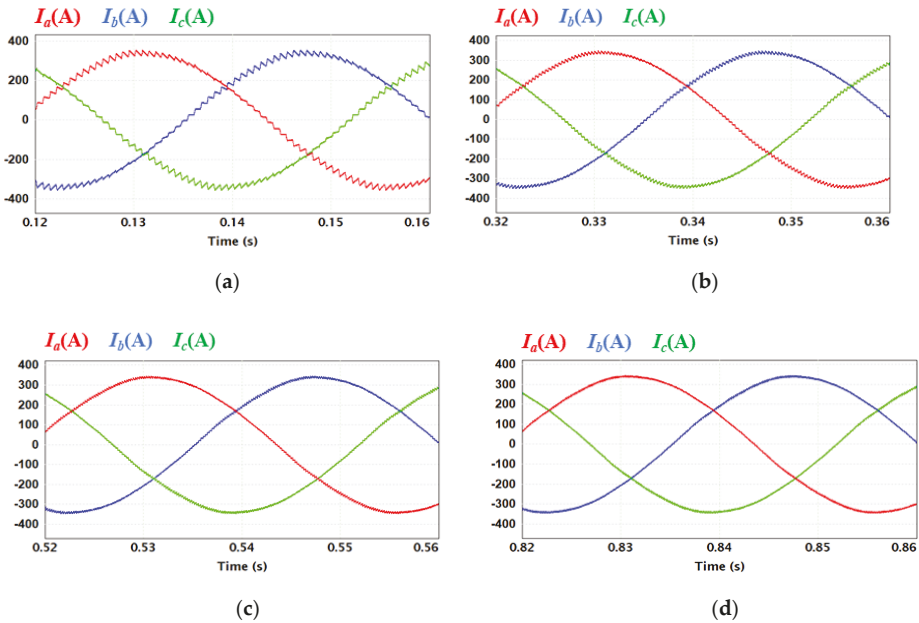 Ia(A) Ib(A) Ic(A)
400
200
0
-200
-400
0.12 0.13 0.14 0.15 0.16
Time (s)
(a)
Ia(A) Ib(A) Ic(A)
400
300
200
100
0
-100
-200
-300
-400
0.32 0.33 0.34 0.35 0.36
Time (s)
(b)
Ia(A) Ib(A) Ic(A)
400
300
200
100
0
-100
-200
-300
-400
0.52 0.53 0.54 0.55 0.56
Time (s)
(c)
Ia(A) Ib(A) Ic(A)
400
300
200
100
0
-100
-200
-300
-400
0.82 0.83 0.84 0.85 0.86
Time (s)
(d)